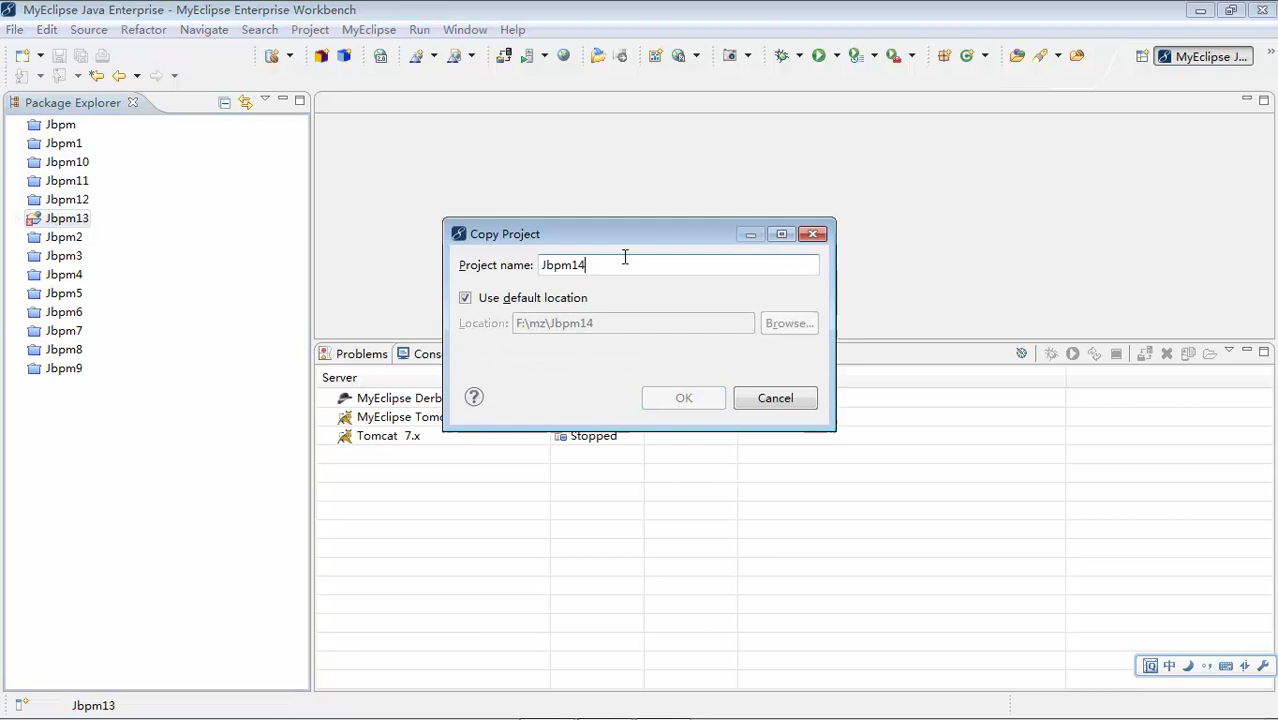 MyEclipse Java Enterprise - MyEclipse Enterprise Workbench
File Edit Source Refactor Navigate Search Project MyEclipse Run Window Help
MyEclipse J...
Package Explorer
Jbpm
Jbpm1
Jbpm10
Jbpm11
Jbpm12
Jbpm13
Jbpm2
Jbpm3
Jbpm4
Jbpm5
Jbpm6
Jbpm7
Jbpm8
Jbpm9
Copy Project
Project name: Jbpm14
Use default location
Location: F:\mz\Jbpm14 Browse...
OK Cancel
Problems Cons
Server
MyEclipse Derb
MyEclipse Tomc
Tomcat 7.x Stopped
中
Jbpm13